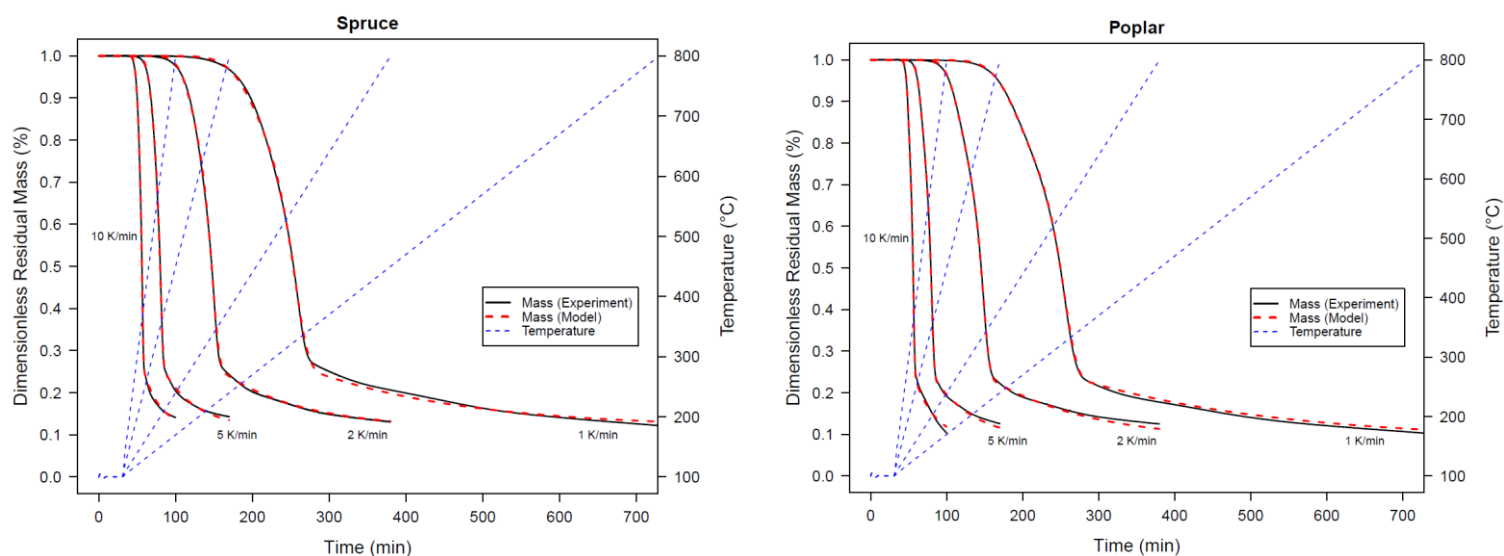 Spruce
Dimensionless Residual Mass (%)
1.0
0.9
0.8
0.7
0.6
0.5
0.4
0.3
0.2
0.1
0.0
10 K/min
5 K/min
2 K/min
1 K/min
Mass (Experiment)
Mass (Model)
Temperature
800
700
600
500
400
300
200
100
Temperature (°C)
0 100 200 300 400 500 600 700
Time (min)
Poplar
Dimensionless Residual Mass (%)
1.0
0.9
0.8
0.7
0.6
0.5
0.4
0.3
0.2
0.1
0.0
10 K/min
5 K/min
2 K/min
1 K/min
Mass (Experiment)
Mass (Model)
Temperature
800
700
600
500
400
300
200
100
Temperature (°C)
0 100 200 300 400 500 600 700
Time (min)